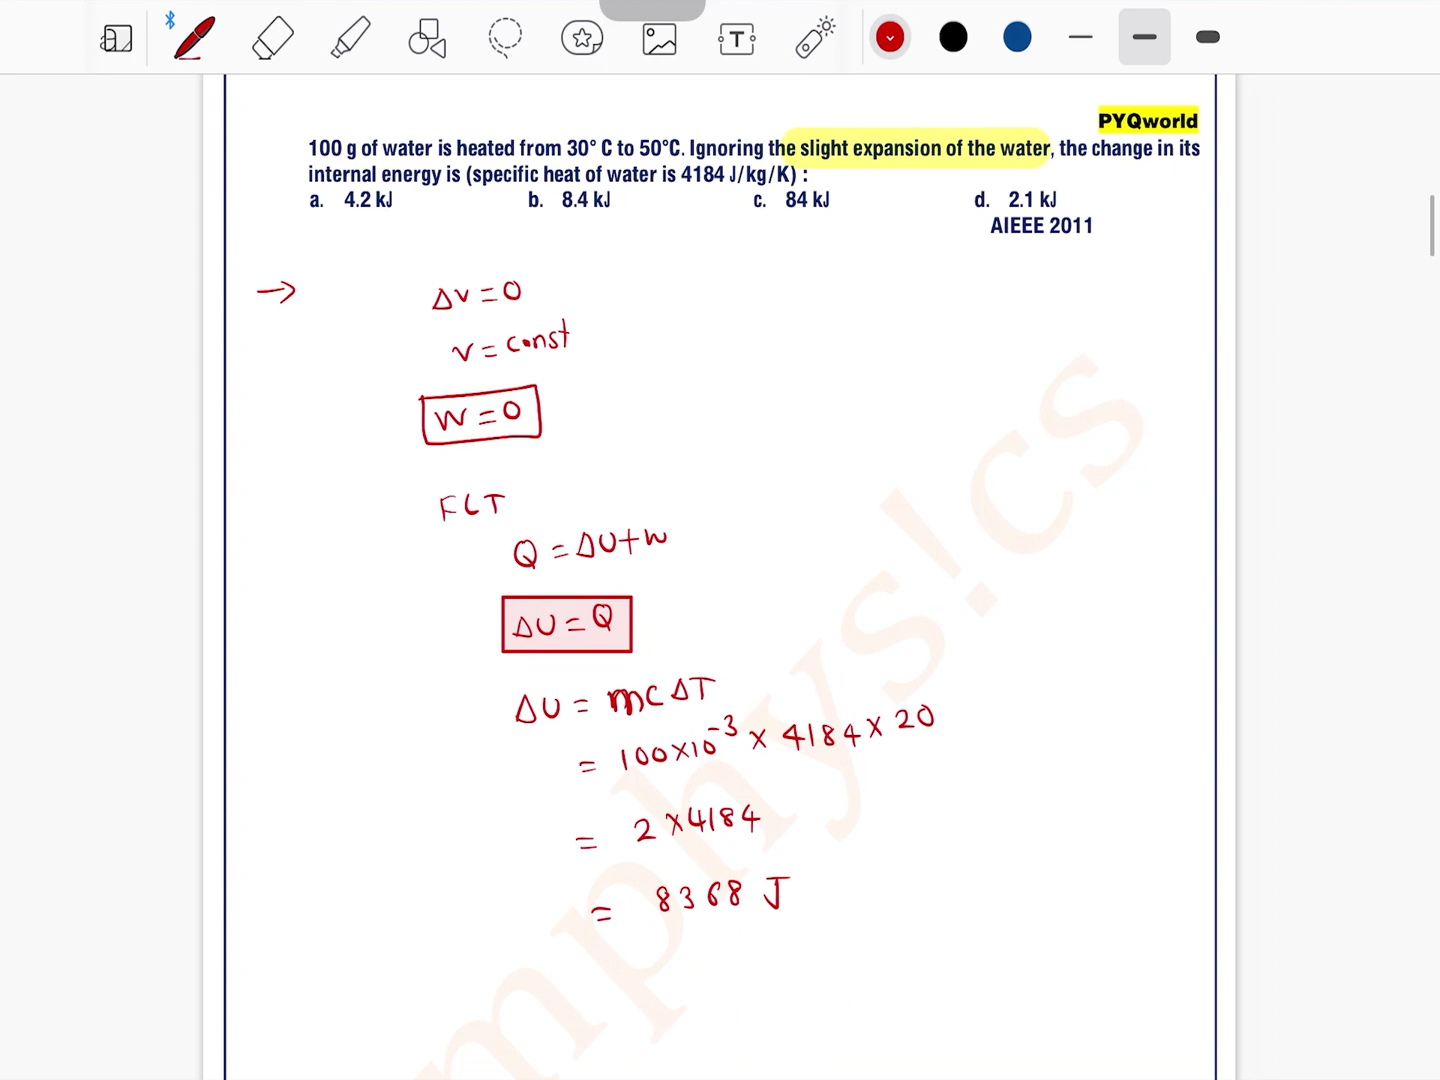 PYQworld
100 g of water is heated from 30° C to 50°C. Ignoring the slight expansion of the water, the change in its
internal energy is (specific heat of water is 4184 J/kg/K) :
a. 4.2 kJ b. 8.4 kJ c. 84 kJ d. 2.1 kJ
AIEEE 2011
→ ΔV = 0
V = const
W = 0
FLT
Q = ΔU + W
ΔU = Q
ΔU = mCΔT
= 100×10⁻³ × 4184 × 20
= 2 × 4184
= 8368 J
mphys!cs
T